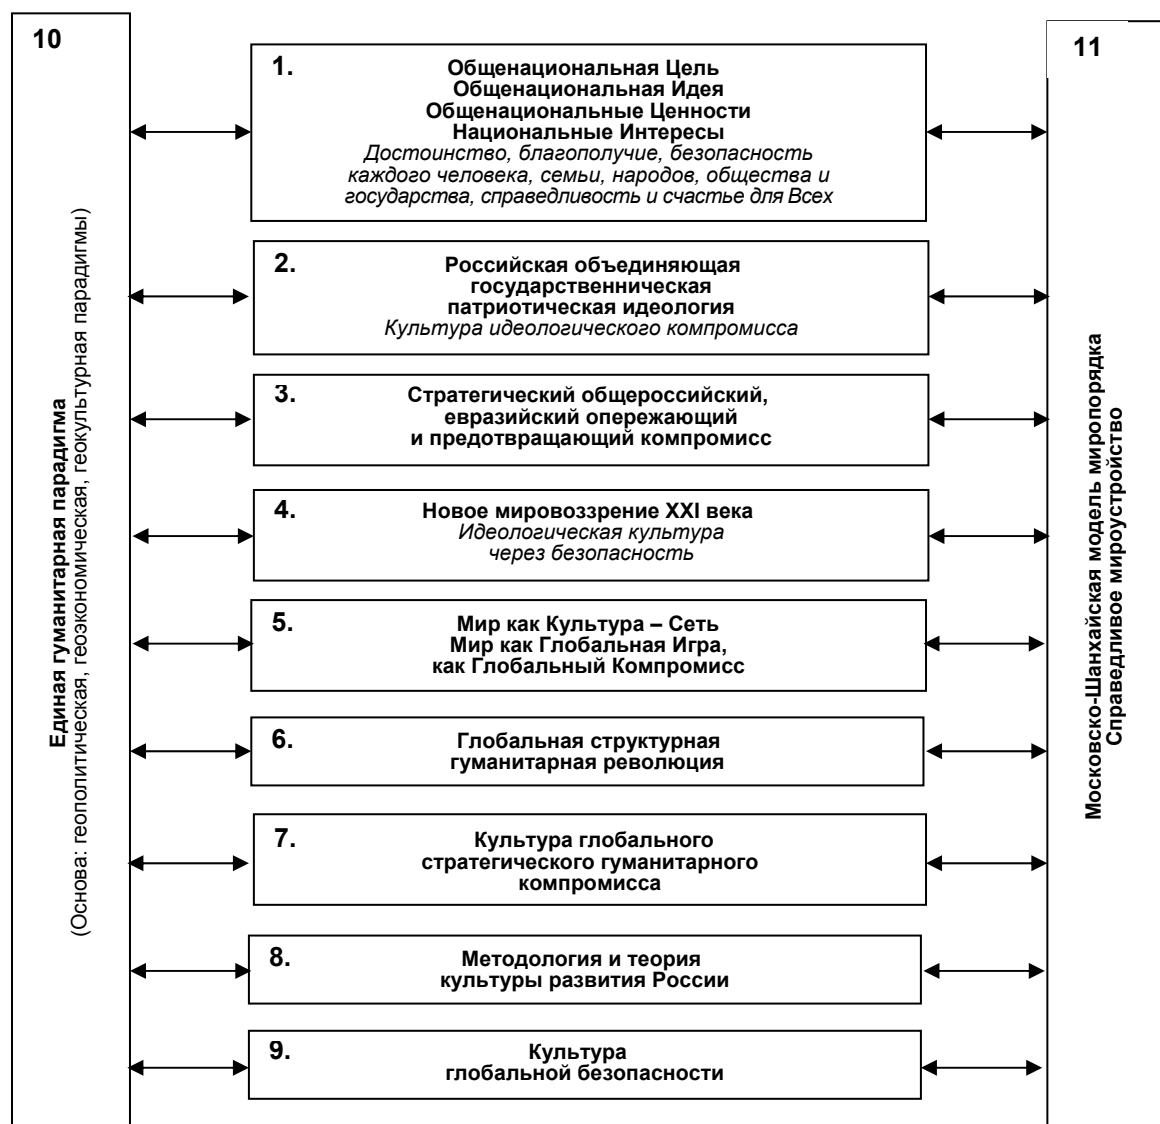 10
Единая гуманитарная парадигма
(Основа: геополитическая, геоэкономическая, геокультурная парадигмы)
1. Общенациональная Цель
Общенациональная Идея
Общенациональные Ценности
Национальные Интересы
Достоинство, благополучие, безопасность
каждого человека, семьи, народов, общества и
государства, справедливость и счастье для Всех
2. Российская объединяющая
государственническая
патриотическая идеология
Культура идеологического компромисса
3. Стратегический общероссийский,
евразийский опережающий
и предотвращающий компромисс
4. Новое мировоззрение XXI века
Идеологическая культура
через безопасность
5. Мир как Культура – Сеть
Мир как Глобальная Игра,
как Глобальный Компромисс
6. Глобальная структурная
гуманитарная революция
7. Культура глобального
стратегического гуманитарного
компромисса
8. Методология и теория
культуры развития России
9. Культура
глобальной безопасности
11
Московско-Шанхайская модель миропорядка
Справедливое мироустройство